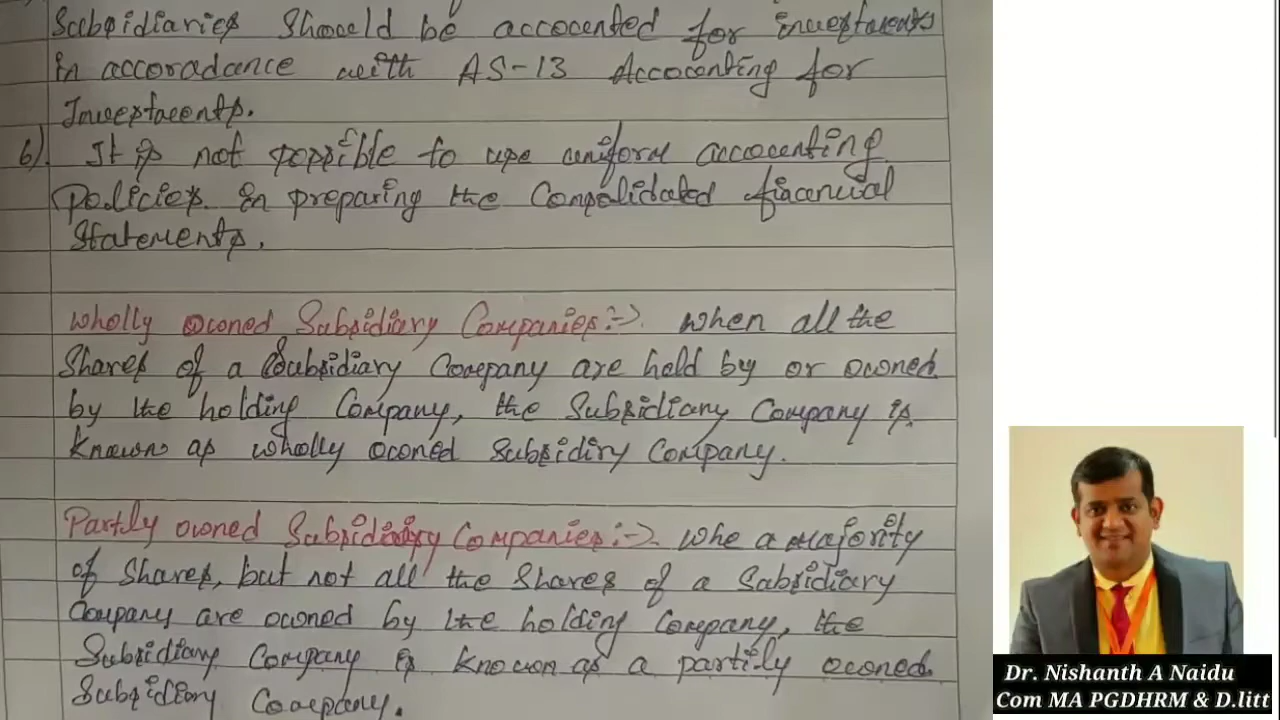 Subsidiaries should be accounted for investments
in accoradance with AS-13 Accounting for
Investments.
6) It is not possible to use uniform accounting
Policies in preparing the Consolidated financial
Statements.
Wholly owned Subsidiary Companies:-> When all the
Shares of a Subsidiary Company are held by or owned
by the holding Company, the Subsidiary Company is
known as wholly owned Subsidiry Company.
Partly owned Subsidiary Companies:-> Whe a majority
of Shares, but not all the Shares of a Subsidiary
Company are owned by the holding Company, the
Subsidiary Company is known as a partily owned
Subsidiary Company.
Dr. Nishanth A Naidu
Com MA PGDHRM & D.litt